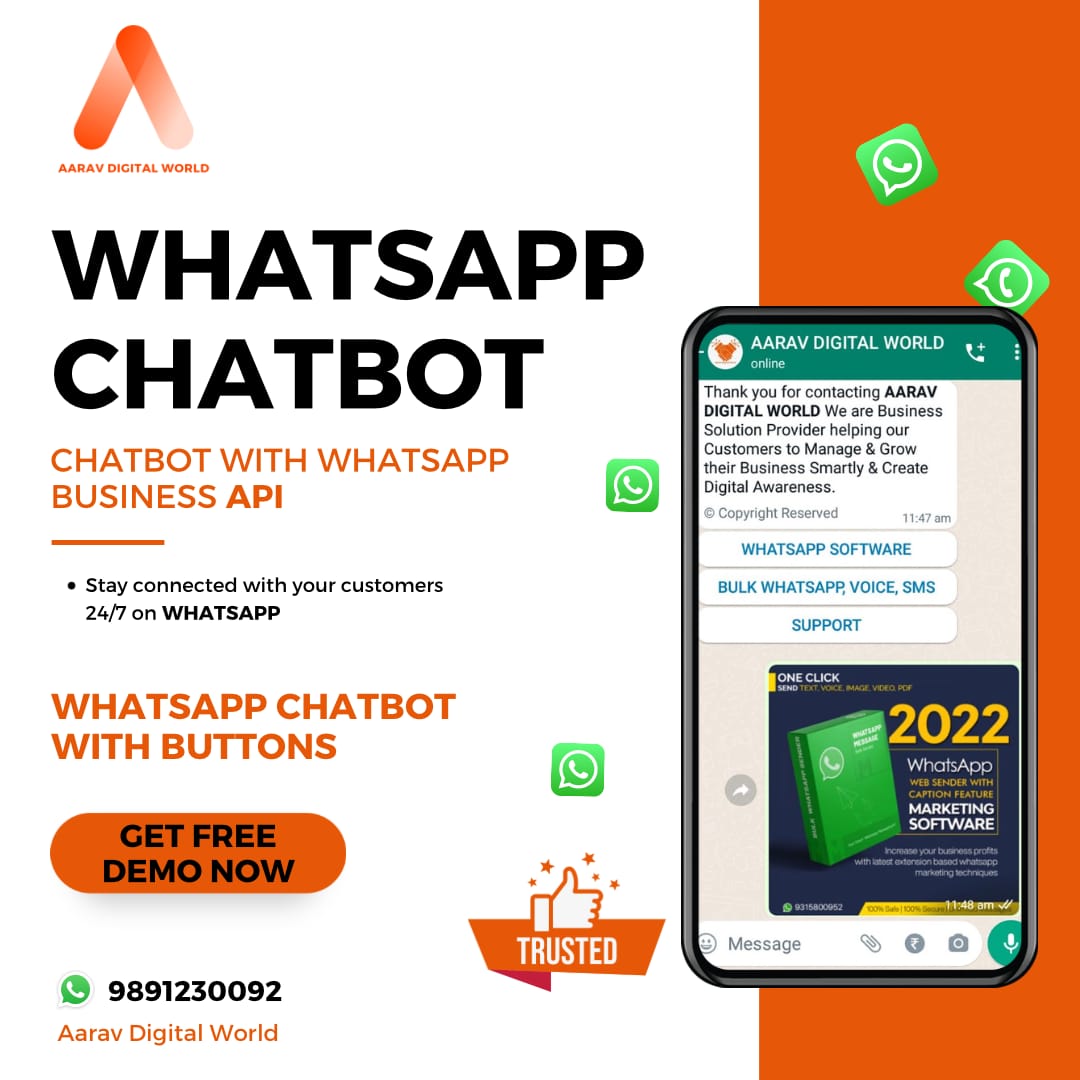 AARAV DIGITAL WORLD
WHATSAPP
CHATBOT
CHATBOT WITH WHATSAPP
BUSINESS API
• Stay connected with your customers
24/7 on WHATSAPP
WHATSAPP CHATBOT
WITH BUTTONS
GET FREE
DEMO NOW
9891230092
Aarav Digital World
TRUSTED
AARAV DIGITAL WORLD
online
Thank you for contacting AARAV
DIGITAL WORLD We are Business
Solution Provider helping our
Customers to Manage & Grow
their Business Smartly & Create
Digital Awareness.
© Copyright Reserved
11:47 am
WHATSAPP SOFTWARE
BULK WHATSAPP, VOICE, SMS
SUPPORT
ONE CLICK
SEND TEXT, VOICE, IMAGE, VIDEO, PDF
BULK WHATSAPP SENDER
WHATSAPP
MESSAGE
2022
WhatsApp
WEB SENDER WITH
CAPTION FEATURE
MARKETING
SOFTWARE
Increase your business profits
with latest extension based whatsapp
marketing techniques
9315800952
100% Safe | 100% Secure
11:48 am
Message